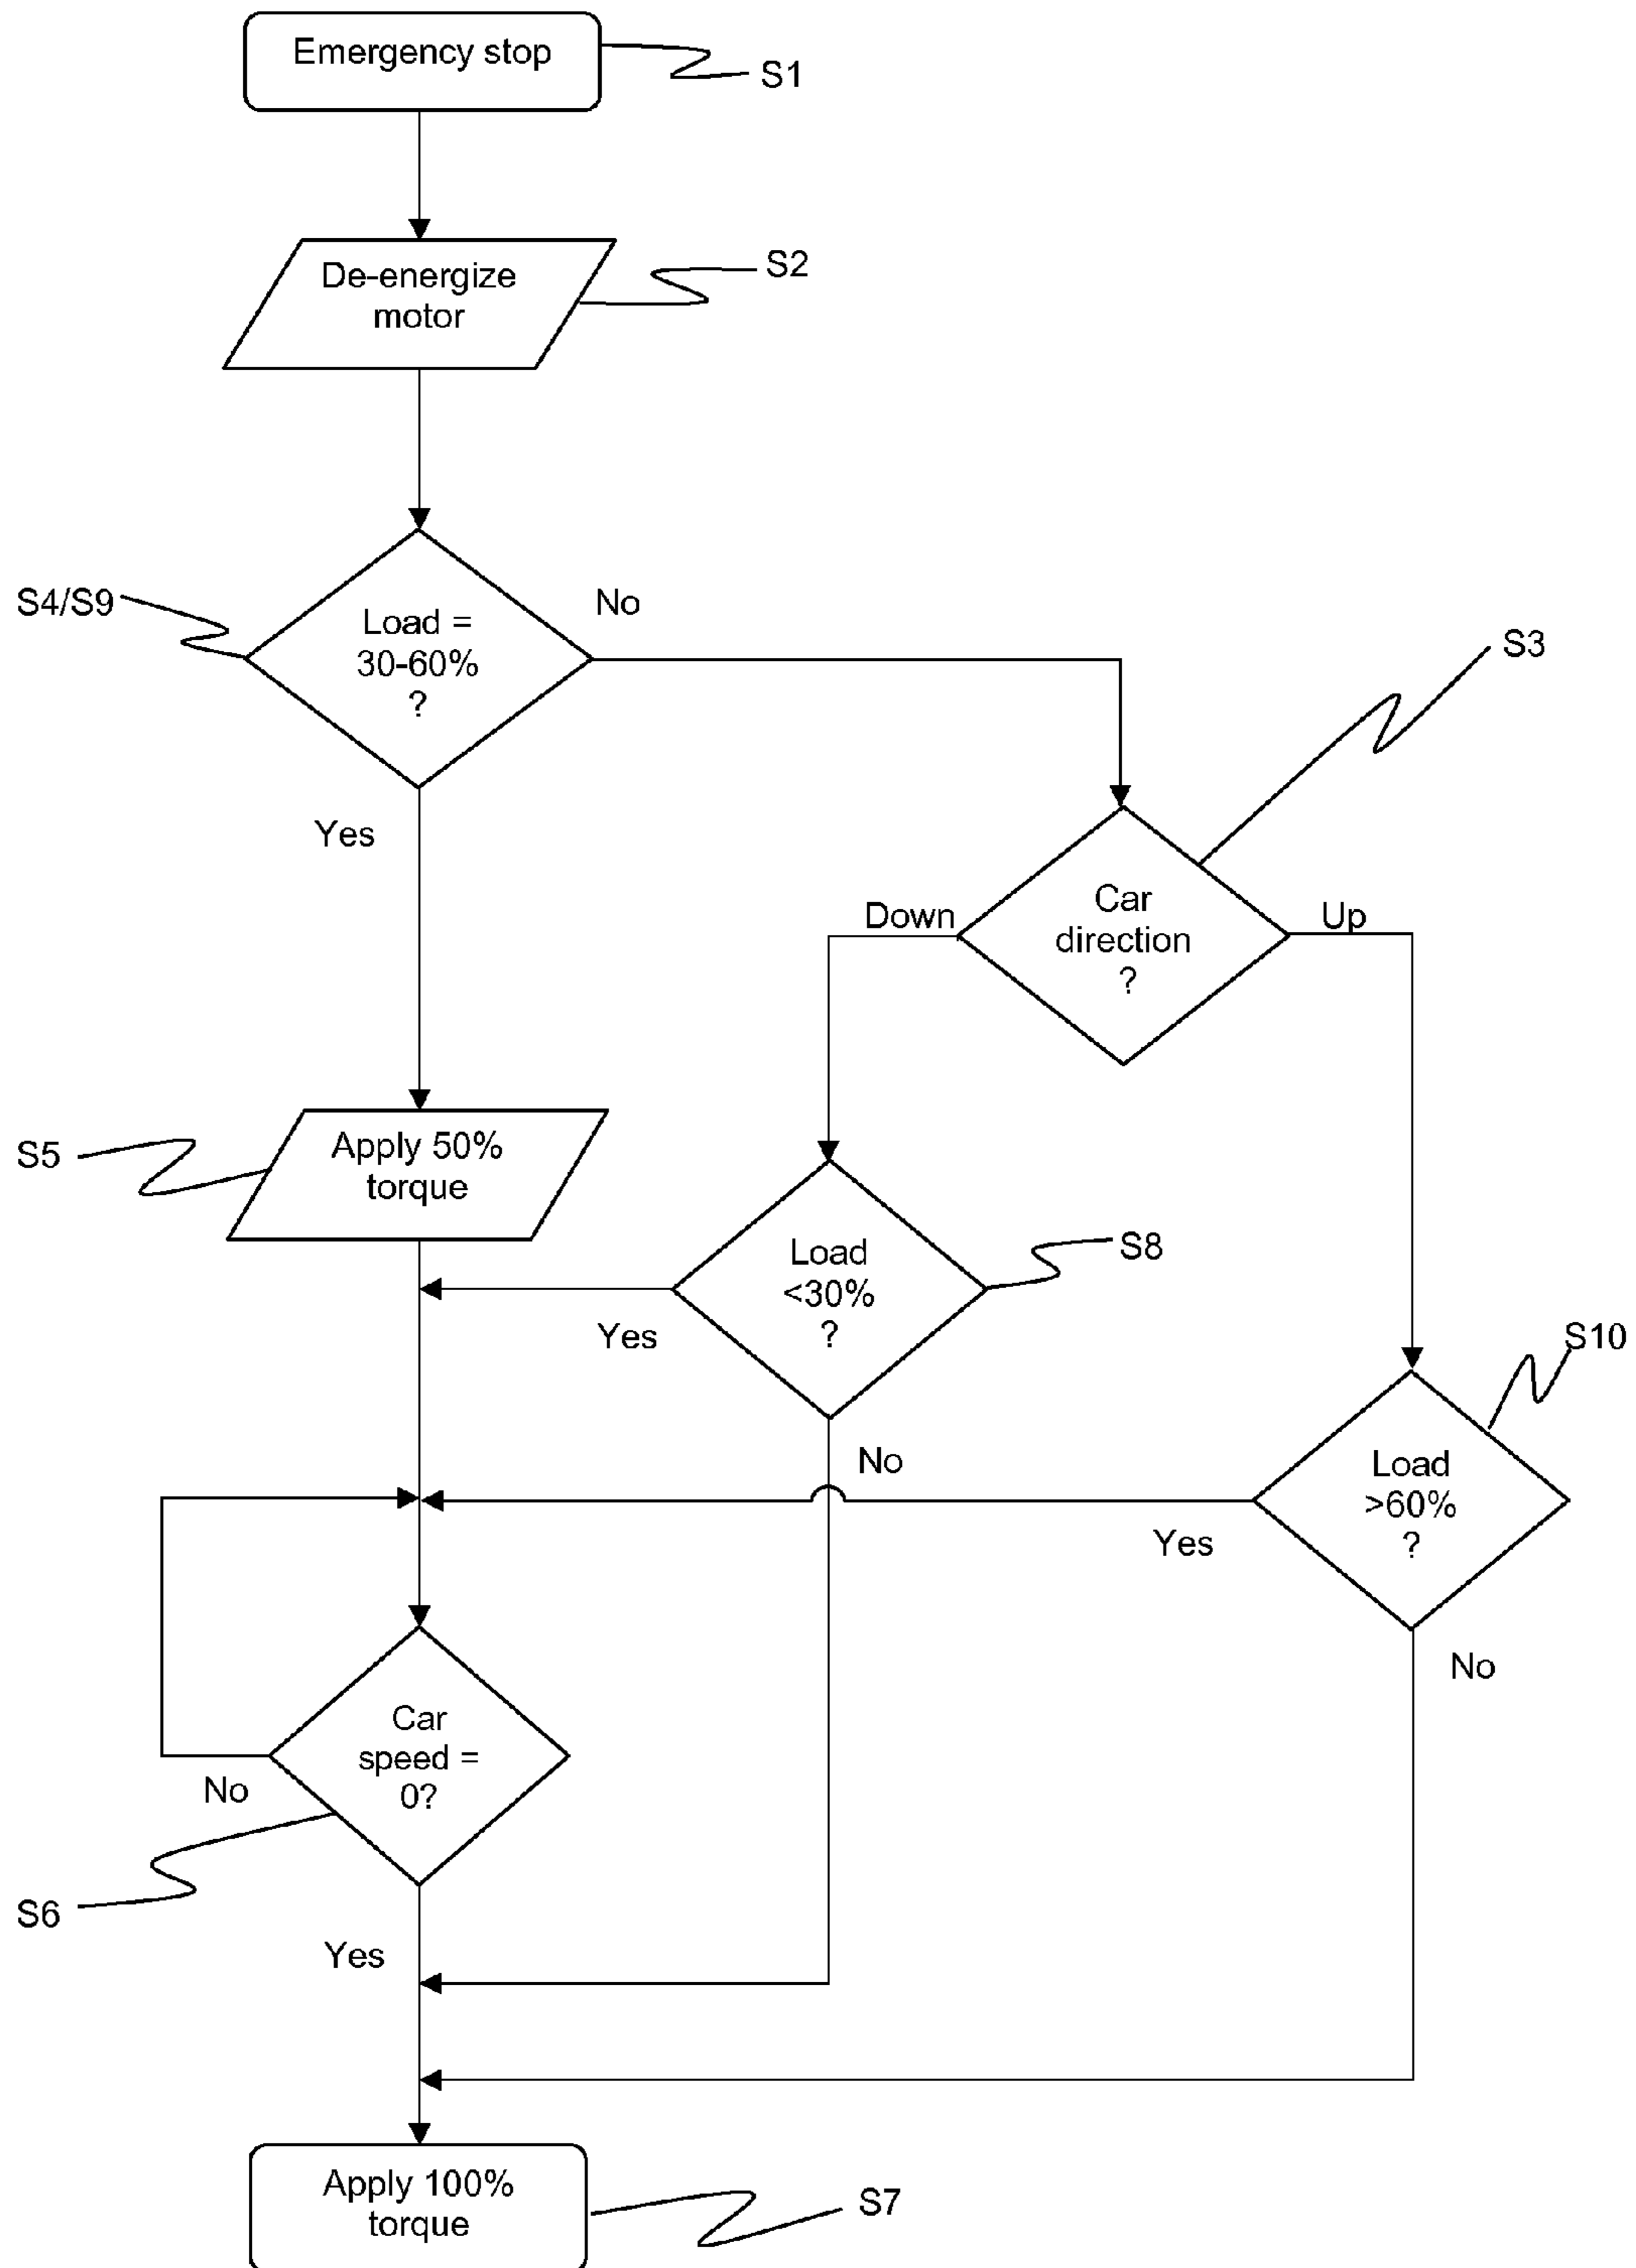 Emergency stop
S1
De-energize
motor
S2
S4/S9
Load =
30-60%
?
No
Yes
S3
Car
direction
?
Down
Up
S5
Apply 50%
torque
Load
<30%
?
S8
Yes
No
S10
Load
>60%
?
Yes
No
Car
speed =
0?
No
S6
Yes
Apply 100%
torque
S7